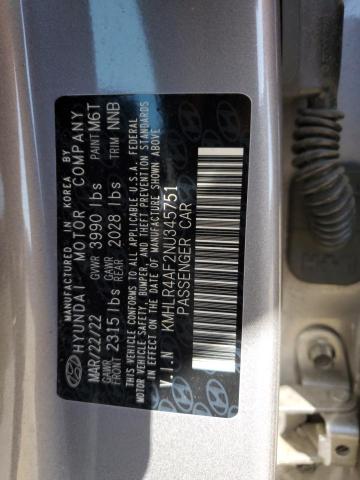 MANUFACTURED IN KOREA BY
HYUNDAI MOTOR COMPANY
MAR/22/22 GVWR 3990 lbs PAINT M6T
GAWR FRONT 2315 lbs GAWR REAR 2028 lbs TRIM NNB
THIS VEHICLE CONFORMS TO ALL APPLICABLE U.S.A. FEDERAL
MOTOR VEHICLE SAFETY, BUMPER, AND THEFT PREVENTION STANDARDS
IN EFFECT ON THE DATE OF MANUFACTURE SHOWN ABOVE
V.I.N KMHLR4AF2NU345751
PASSENGER CAR